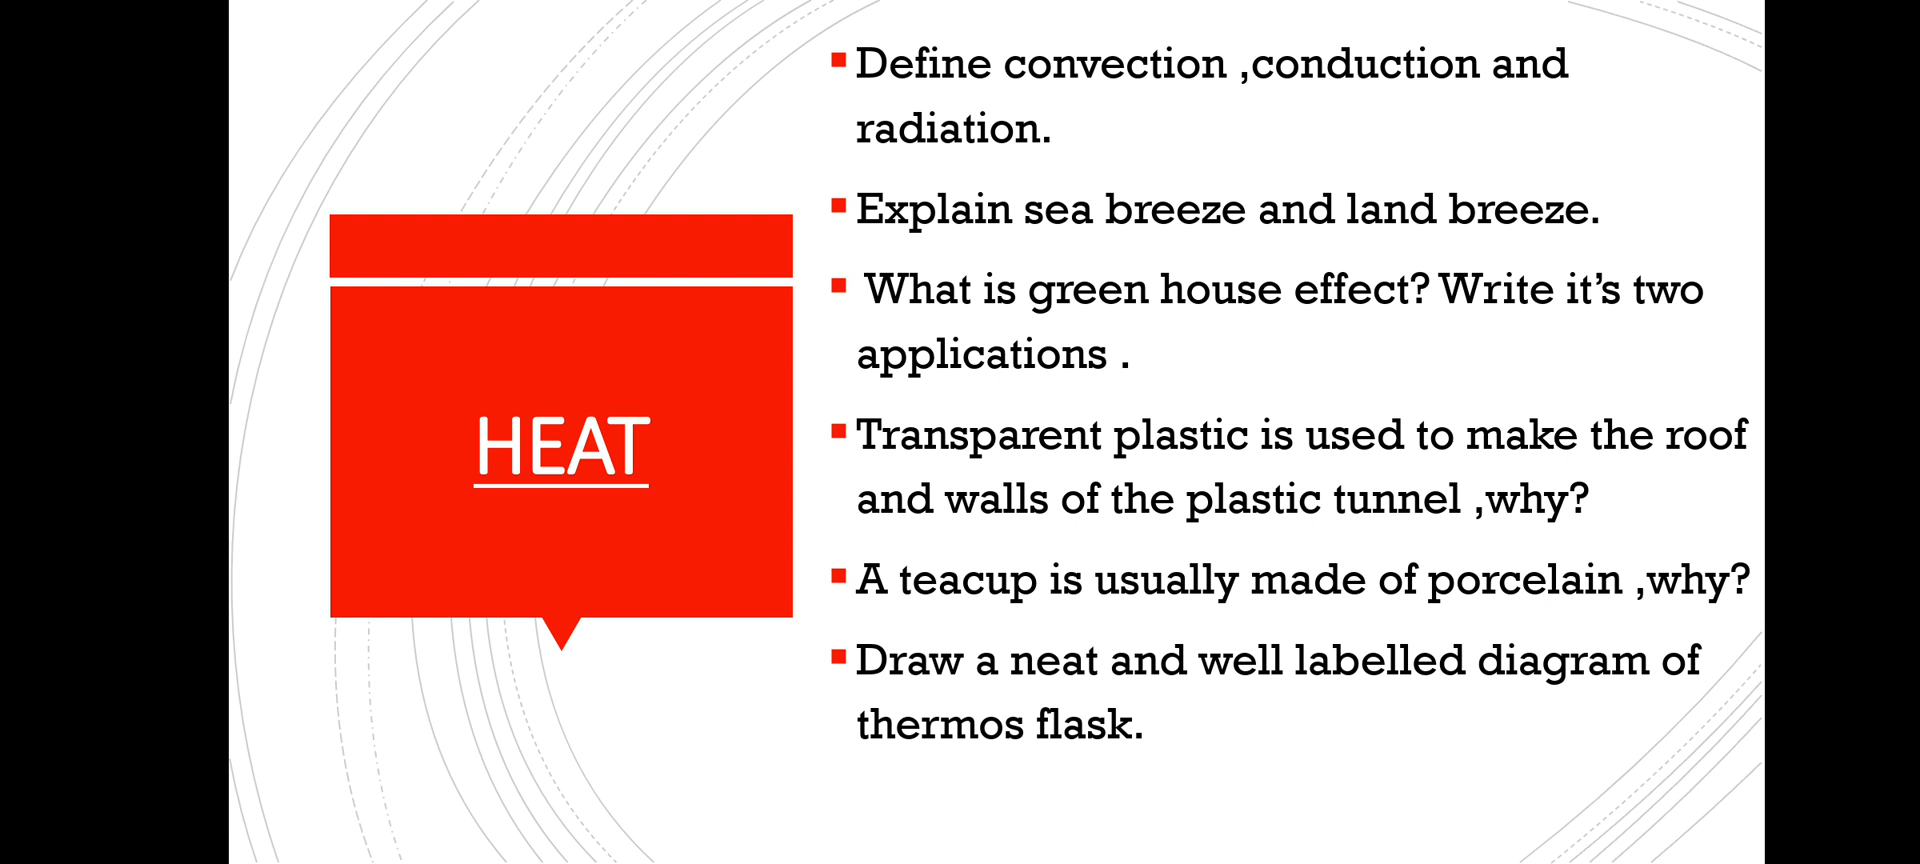 HEAT
Define convection ,conduction and
radiation.
Explain sea breeze and land breeze.
What is green house effect? Write it’s two
applications .
Transparent plastic is used to make the roof
and walls of the plastic tunnel ,why?
A teacup is usually made of porcelain ,why?
Draw a neat and well labelled diagram of
thermos flask.